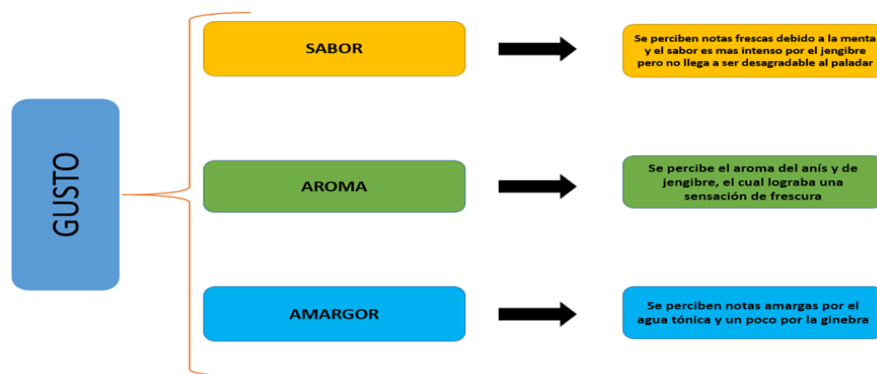 GUSTO
SABOR
Se perciben notas frescas debido a la menta
y el sabor es mas intenso por el jengibre
pero no llega a ser desagradable al paladar
AROMA
Se percibe el aroma del anís y de
jengibre, el cual lograba una
sensación de frescura
AMARGOR
Se perciben notas amargas por el
agua tónica y un poco por la ginebra